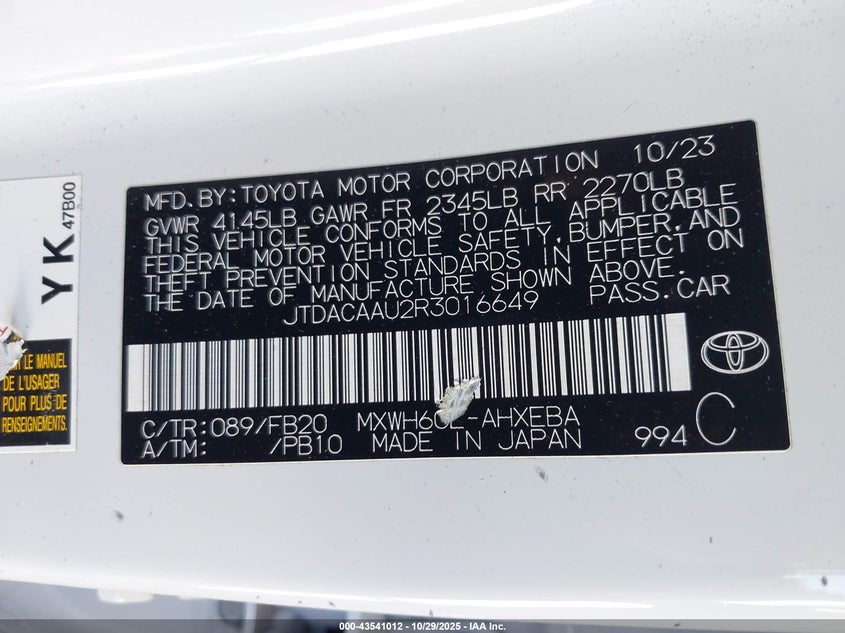 MFD. BY: TOYOTA MOTOR CORPORATION 10/23
GVWR 4145LB GAWR FR 2345LB RR 2270LB
THIS VEHICLE CONFORMS TO ALL APPLICABLE
FEDERAL MOTOR VEHICLE SAFETY, BUMPER, AND
THEFT PREVENTION STANDARDS IN EFFECT ON
THE DATE OF MANUFACTURE SHOWN ABOVE.
JTDACAAU2R3016649 PASS. CAR
C/TR: 089/FB20
A/TM: /PB10
MADE IN JAPAN
994 C
YK
47B00
LE MANUEL
DE L'USAGER
POUR PLUS DE
RENSEIGNEMENTS.
000-43541012 - 10/29/2025 - IAA Inc.